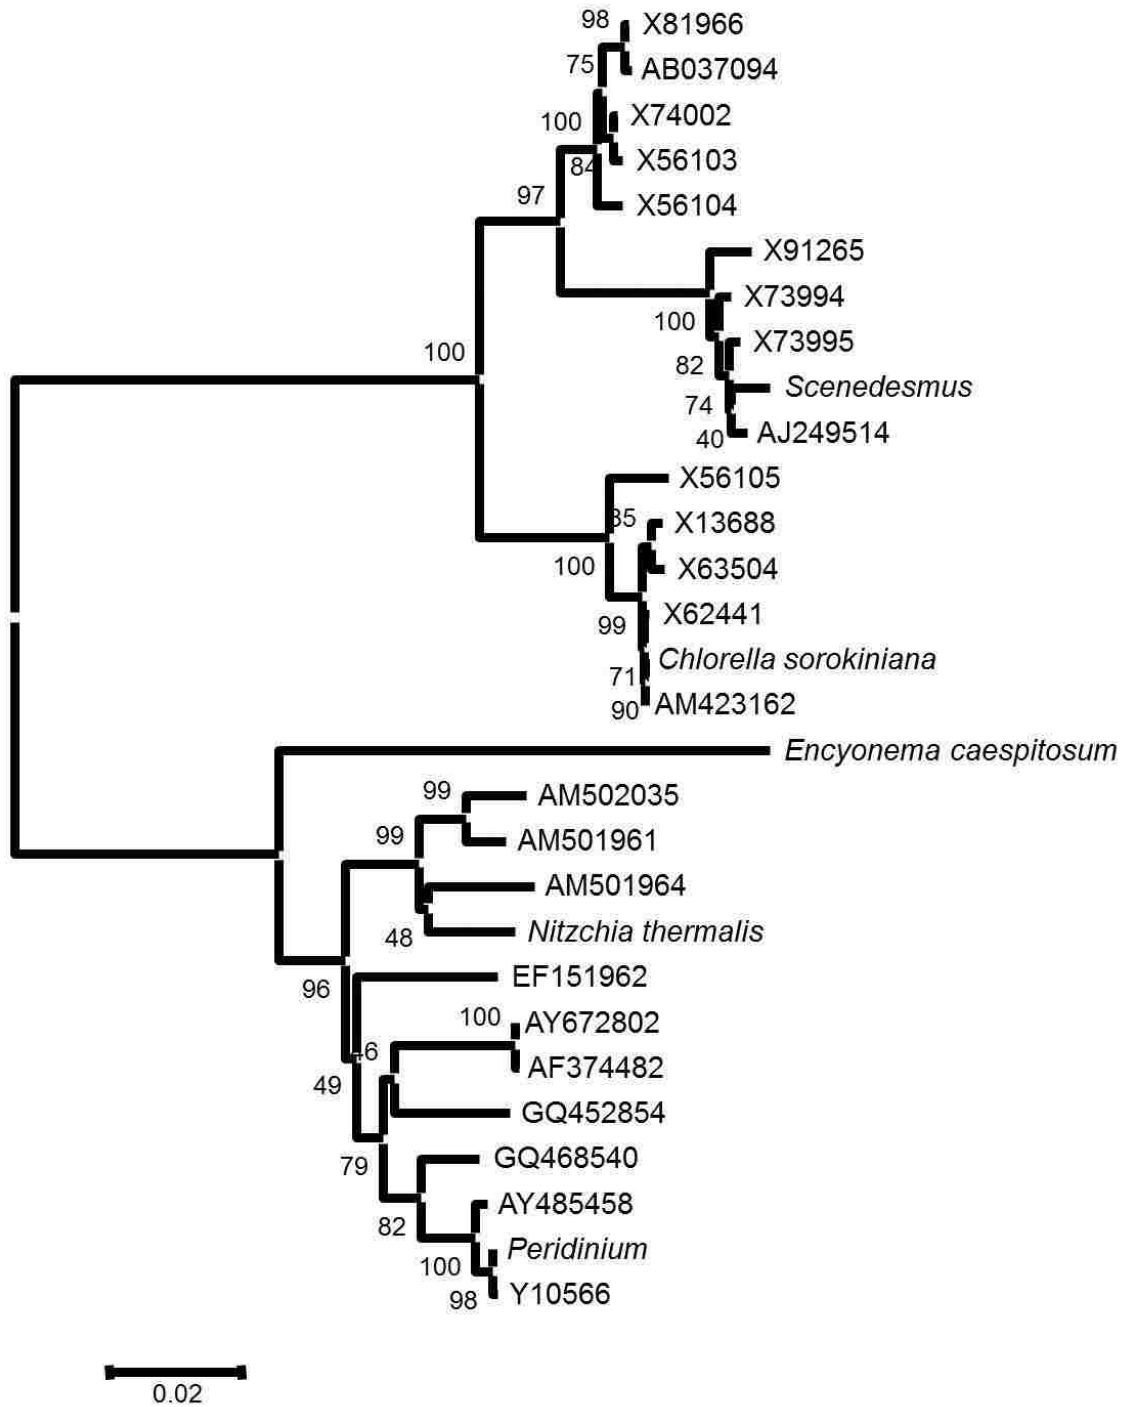 98
X81966
75
AB037094
X74002
100
X56103
84
X56104
97
X91265
X73994
100
X73995
82
Scenedesmus
74
AJ249514
40
100
X56105
X13688
100
X63504
X62441
99
Chlorella sorokiniana
71
AM423162
90
Encyonema caespitosum
99
AM502035
99
AM501961
AM501964
Nitzchia thermalis
48
EF151962
96
100
AY672802
AF374482
49
GQ452854
GQ468540
79
AY485458
82
Peridinium
100
Y10566
98
0.02